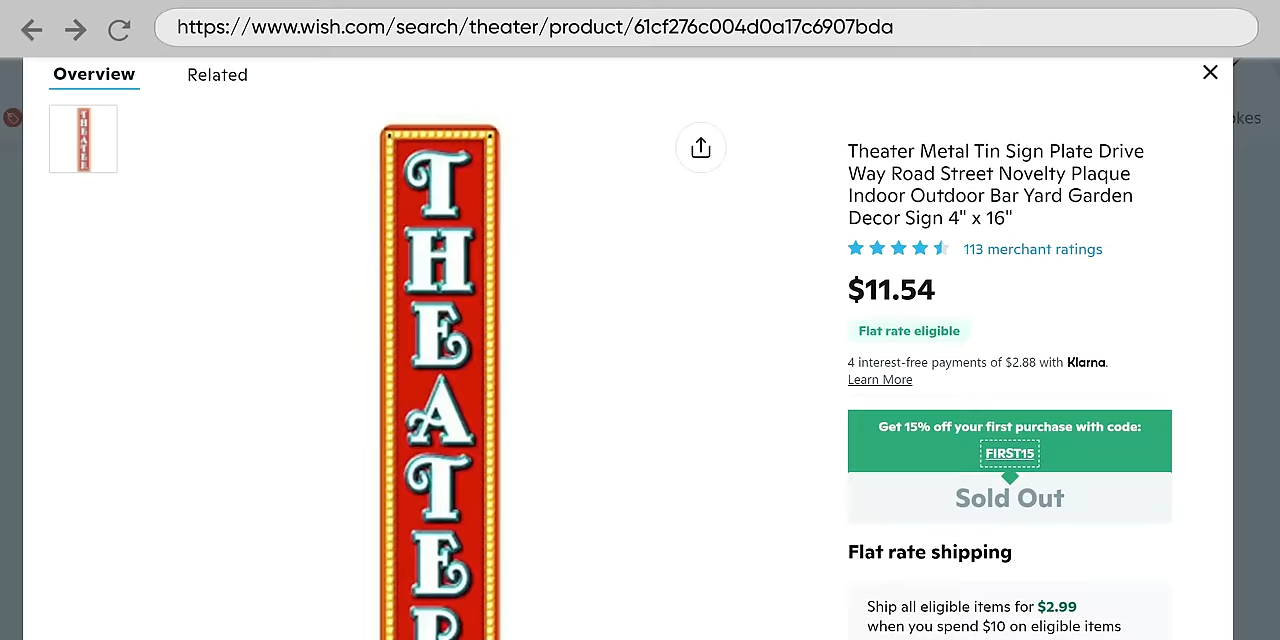 https://www.wish.com/search/theater/product/61cf276c004d0a17c6907bda
Overview
Related
THEATER
THEATER
Theater Metal Tin Sign Plate Drive
Way Road Street Novelty Plaque
Indoor Outdoor Bar Yard Garden
Decor Sign 4" x 16"
113 merchant ratings
$11.54
Flat rate eligible
4 interest-free payments of $2.88 with Klarna.
Learn More
Get 15% off your first purchase with code:
FIRST15
Sold Out
Flat rate shipping
Ship all eligible items for $2.99
when you spend $10 on eligible items